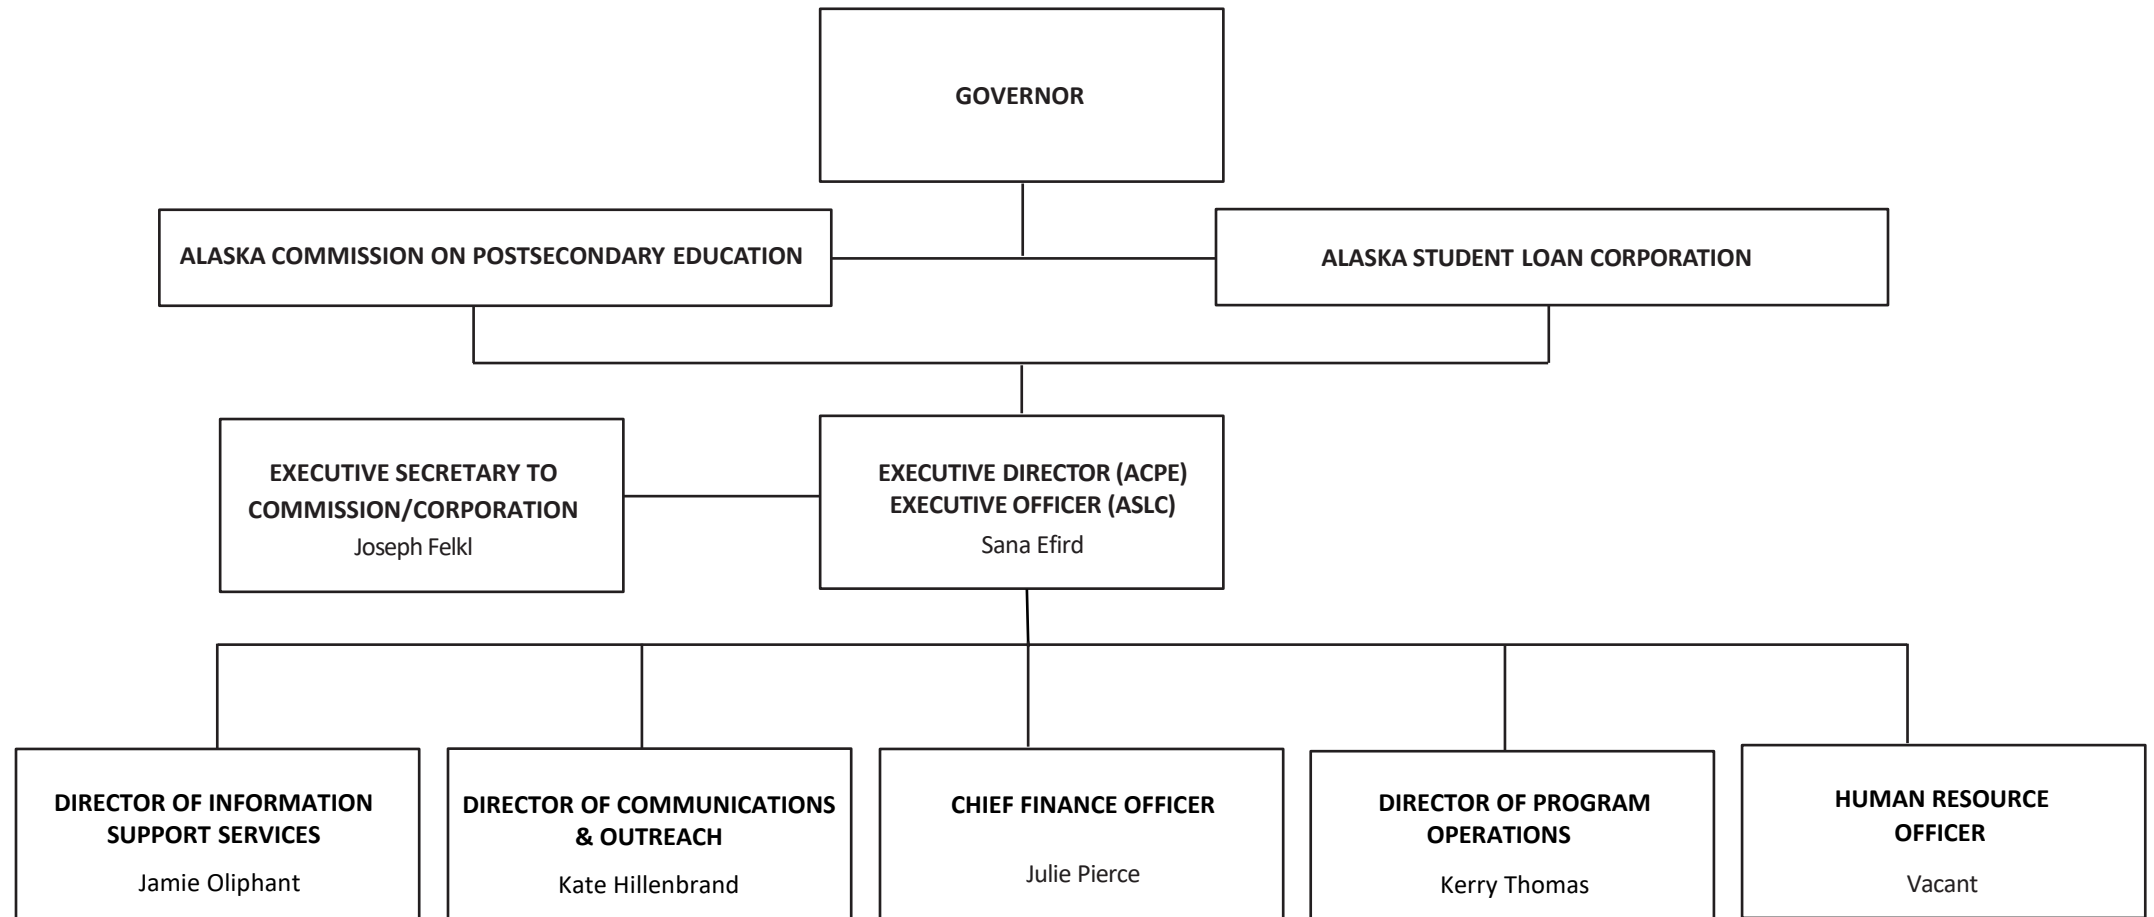 GOVERNOR
ALASKA COMMISSION ON POSTSECONDARY EDUCATION
ALASKA STUDENT LOAN CORPORATION
EXECUTIVE SECRETARY TO
COMMISSION/CORPORATION
Joseph Felkl
EXECUTIVE DIRECTOR (ACPE)
EXECUTIVE OFFICER (ASLC)
Sana Efird
DIRECTOR OF INFORMATION
SUPPORT SERVICES
Jamie Oliphant
DIRECTOR OF COMMUNICATIONS
& OUTREACH
Kate Hillenbrand
CHIEF FINANCE OFFICER
Julie Pierce
DIRECTOR OF PROGRAM
OPERATIONS
Kerry Thomas
HUMAN RESOURCE
OFFICER
Vacant